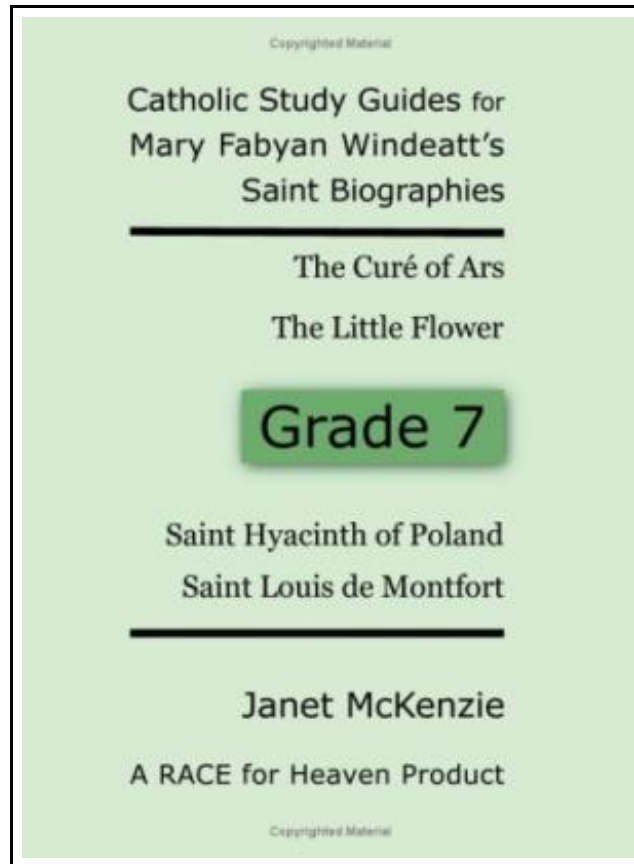 Copyrighted Material
Catholic Study Guides for
Mary Fabyan Windeatt's
Saint Biographies
The Curé of Ars
The Little Flower
Grade 7
Saint Hyacinth of Poland
Saint Louis de Montfort
Janet McKenzie
A RACE for Heaven Product
Copyrighted Material